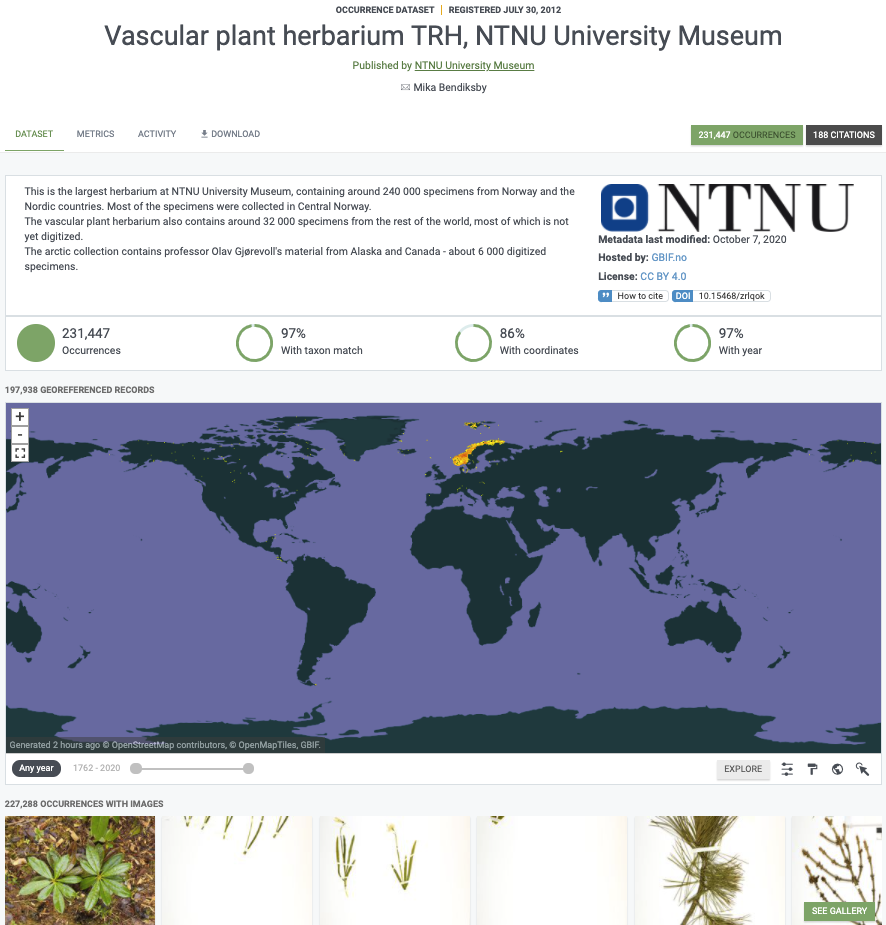 OCCURRENCE DATASET | REGISTERED JULY 30, 2012
Vascular plant herbarium TRH, NTNU University Museum
Published by NTNU University Museum
Mika Bendiksby
DATASET METRICS ACTIVITY DOWNLOAD
231,447 OCCURRENCES 188 CITATIONS
This is the largest herbarium at NTNU University Museum, containing around 240 000 specimens from Norway and the
Nordic countries. Most of the specimens were collected in Central Norway.
The vascular plant herbarium also contains around 32 000 specimens from the rest of the world, most of which is not
yet digitized.
The arctic collection contains professor Olav Gjørevoll's material from Alaska and Canada - about 6 000 digitized
specimens.
NTNU
Metadata last modified: October 7, 2020
Hosted by: GBIF.no
License: CC BY 4.0
How to cite DOI 10.15468/zrlqok
231,447
Occurrences
97%
With taxon match
86%
With coordinates
97%
With year
197,938 GEOREFERENCED RECORDS
+
-
Generated 2 hours ago © OpenStreetMap contributors, © OpenMapTiles, GBIF.
Any year 1762 - 2020 EXPLORE
227,288 OCCURRENCES WITH IMAGES
SEE GALLERY